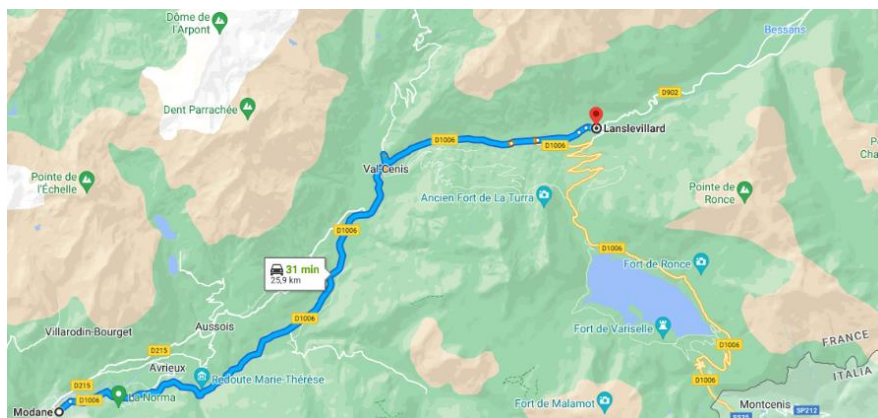 Dôme de
l'Arpont
Bessans
D902
Dent Parrachée
Lanslevillard
D1006
D1006
Val-Cenis
Pointe de
l'Échelle
Ancien Fort de La Turra
Pointe de
Ronce
D1006
D1006
31 min
25,9 km
Fort de Ronce
D1006
Villarodin-Bourget
Aussois
Fort de Variselle
D1006
FRANCE
ITALIA
D215
Avrieux
Redoute Marie-Thérèse
D215
D1006
La Norma
D1006
Modane
Fort de Malamot
Montcenis
SP212